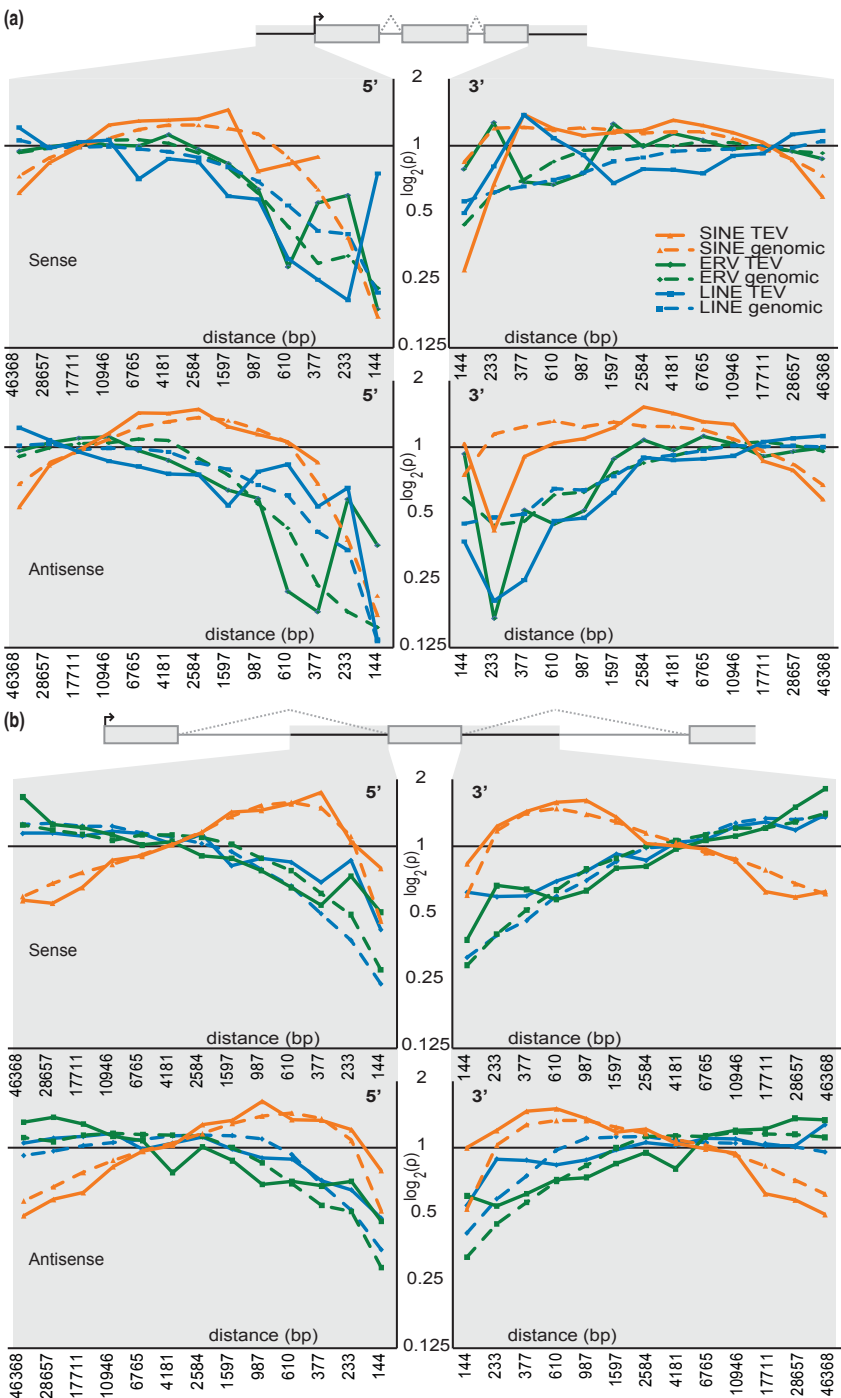 (a)
5’ 2 3’
1
log2(ρ)
0.5
SINE TEV
SINE genomic
ERV TEV
ERV genomic
LINE TEV
LINE genomic
0.25
Sense
distance (bp) 0.125 distance (bp)
46368 28657 17711 10946 6765 4181 2584 1597 987 610 377 233 144
144 233 377 610 987 1597 2584 4181 6765 10946 17711 28657 46368
5’ 2 3’
1
log2(ρ)
0.5
0.25
Antisense
distance (bp) 0.125 distance (bp)
46368 28657 17711 10946 6765 4181 2584 1597 987 610 377 233 144
144 233 377 610 987 1597 2584 4181 6765 10946 17711 28657 46368
(b)
5’ 2 3’
1
log2(ρ)
0.5
Sense
0.25
distance (bp) 0.125 distance (bp)
46368 28657 17711 10946 6765 4181 2584 1597 987 610 377 233 144
144 233 377 610 987 1597 2584 4181 6765 10946 17711 28657 46368
5’ 2 3’
1
log2(ρ)
0.5
Antisense
0.25
distance (bp) 0.125 distance (bp)
46368 28657 17711 10946 6765 4181 2584 1597 987 610 377 233 144
144 233 377 610 987 1597 2584 4181 6765 10946 17711 28657 46368